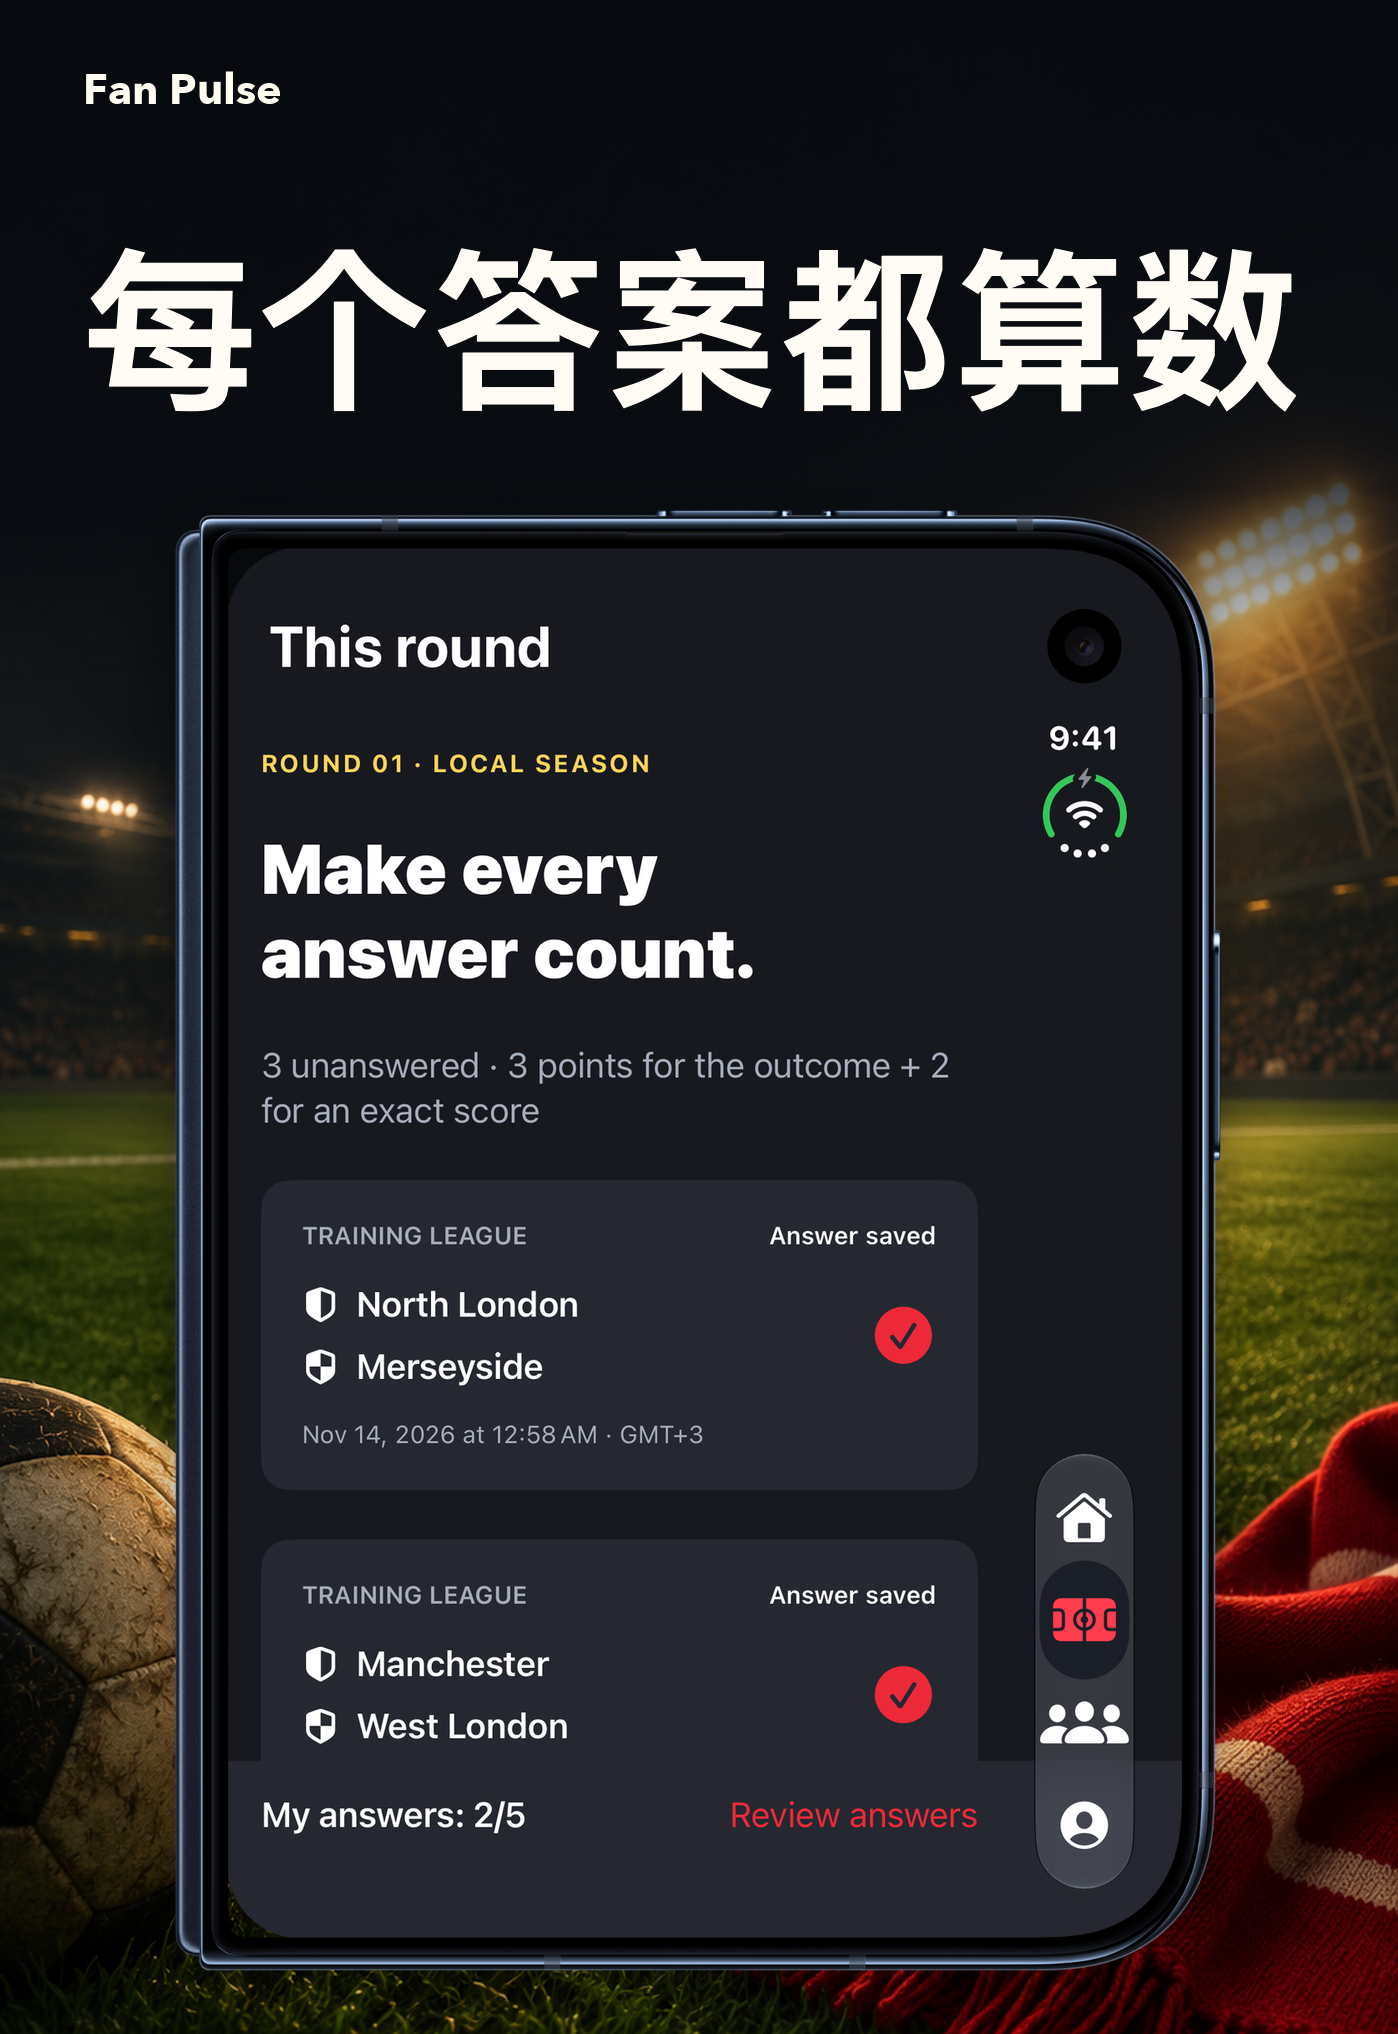 Fan Pulse
每个答案都算数
This round
9:41
ROUND 01 · LOCAL SEASON
Make every
answer count.
3 unanswered · 3 points for the outcome + 2
for an exact score
TRAINING LEAGUE
Answer saved
North London
Merseyside
Nov 14, 2026 at 12:58 AM · GMT+3
TRAINING LEAGUE
Answer saved
Manchester
West London
My answers: 2/5
Review answers